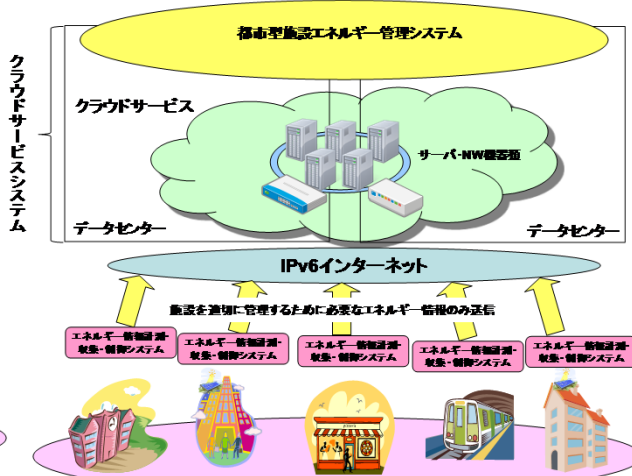 都市型施設エネルギー管理システム
クラウドサービスシステム
クラウドサービス
サーバ・NW機器類
データセンター
データセンター
IPv6インターネット
施設を適切に管理するために必要なエネルギー情報のみ送信
エネルギー情報計測・
収集・制御システム
エネルギー情報計測・
収集・制御システム
エネルギー情報計測・
収集・制御システム
エネルギー情報計測・
収集・制御システム
エネルギー情報計測・
収集・制御システム